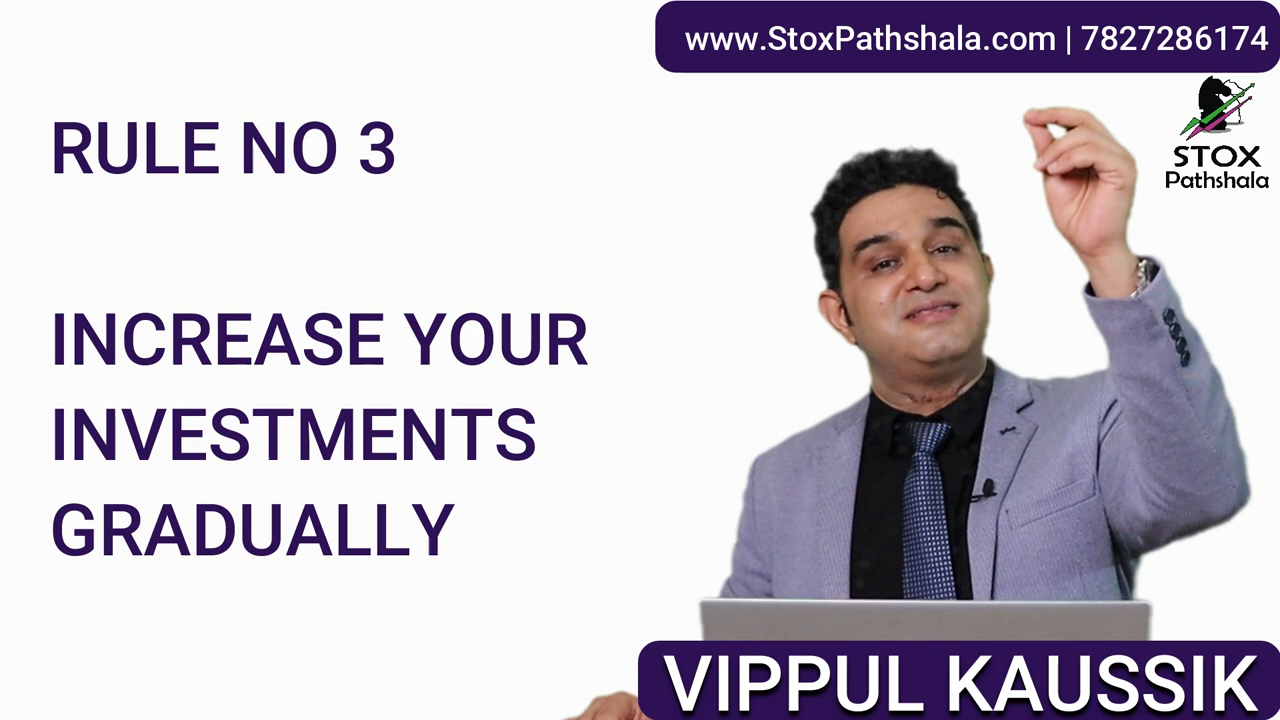 www.StoxPathshala.com | 7827286174
STOX
Pathshala
RULE NO 3
INCREASE YOUR
INVESTMENTS
GRADUALLY
VIPPUL KAUSSIK